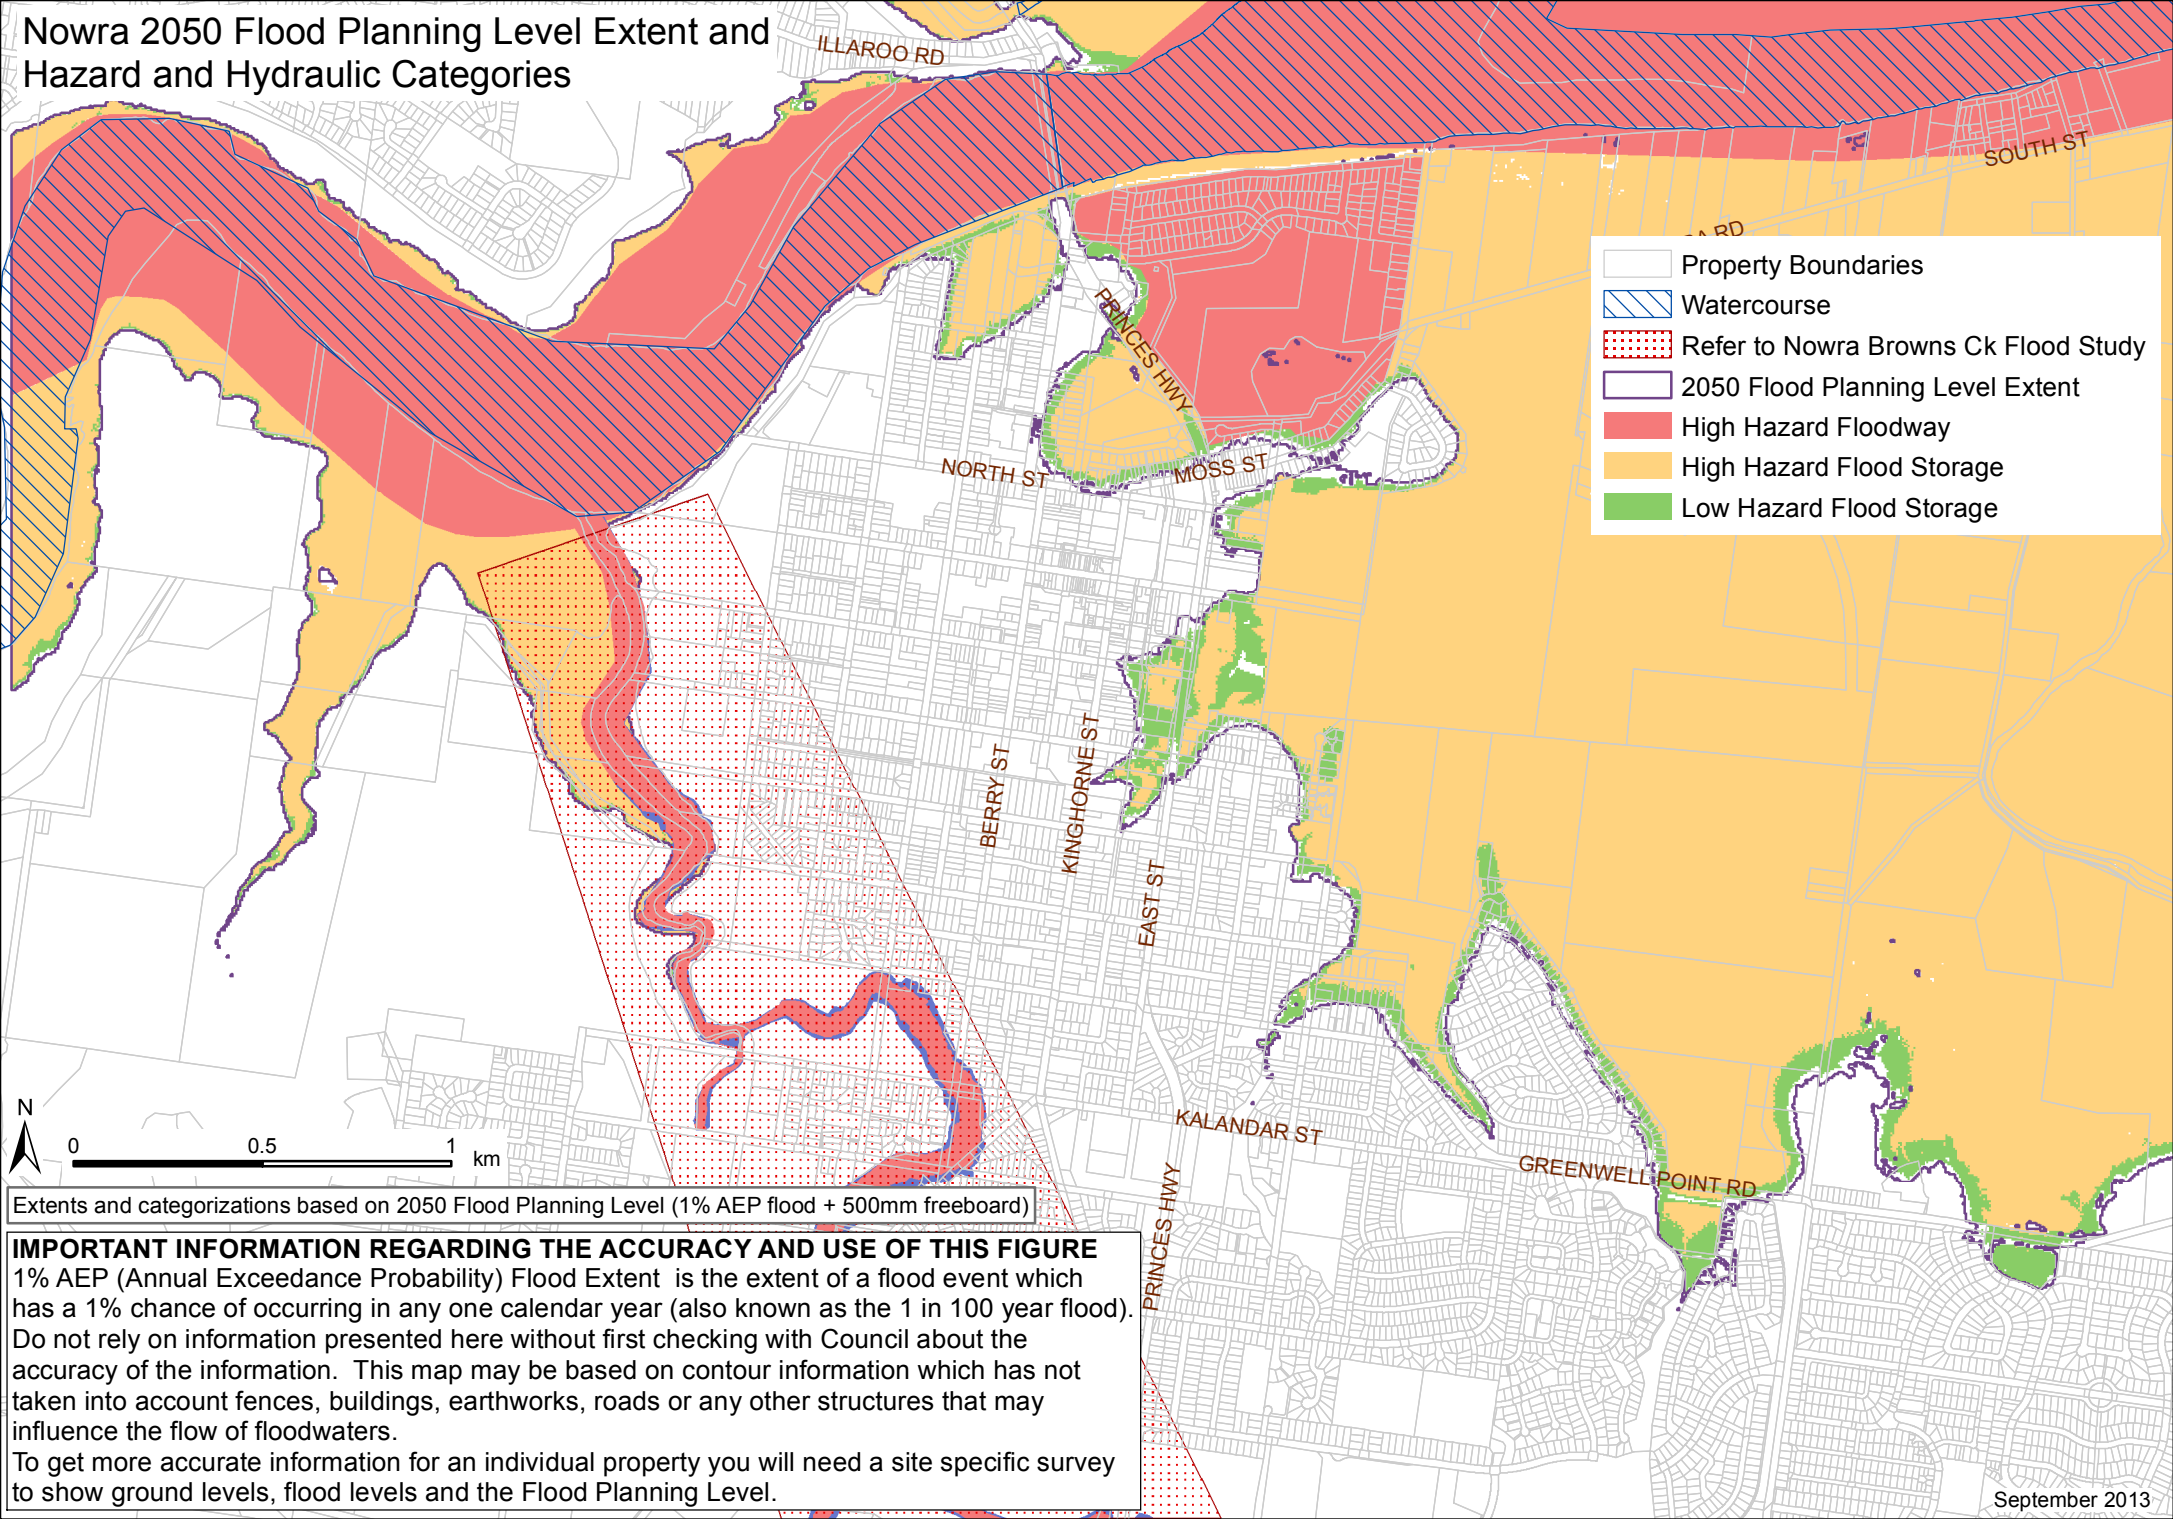 Nowra 2050 Flood Planning Level Extent and
Hazard and Hydraulic Categories
ILLAROO RD
SOUTH ST
RD
Property Boundaries
Watercourse
Refer to Nowra Browns Ck Flood Study
2050 Flood Planning Level Extent
High Hazard Floodway
High Hazard Flood Storage
Low Hazard Flood Storage
PRINCES HWY
NORTH ST
MOSS ST
BERRY ST
KINGHORNE ST
EAST ST
KALANDAR ST
GREENWELL POINT RD
PRINCES HWY
N
0 0.5 1
km
Extents and categorizations based on 2050 Flood Planning Level (1% AEP flood + 500mm freeboard)
IMPORTANT INFORMATION REGARDING THE ACCURACY AND USE OF THIS FIGURE
1% AEP (Annual Exceedance Probability) Flood Extent is the extent of a flood event which
has a 1% chance of occurring in any one calendar year (also known as the 1 in 100 year flood).
Do not rely on information presented here without first checking with Council about the
accuracy of the information. This map may be based on contour information which has not
taken into account fences, buildings, earthworks, roads or any other structures that may
influence the flow of floodwaters.
To get more accurate information for an individual property you will need a site specific survey
to show ground levels, flood levels and the Flood Planning Level.
September 2013